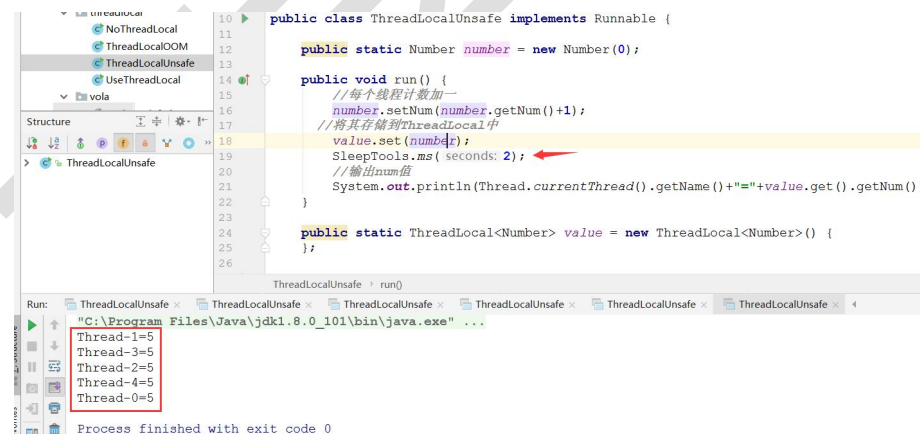 threadlocal
NoThreadLocal
ThreadLocalOOM
ThreadLocalUnsafe
UseThreadLocal
vola
Structure
ThreadLocalUnsafe
10 public class ThreadLocalUnsafe implements Runnable {
11
12 public static Number number = new Number(0);
13
14 public void run() {
15 //每个线程计数加一
16 number.setNum(number.getNum()+1);
17 //将其存储到ThreadLocal中
18 value.set(number);
19 SleepTools.ms( seconds: 2);
20 //输出num值
21 System.out.println(Thread.currentThread().getName()+"="+value.get().getNum()
22 }
23
24 public static ThreadLocal<Number> value = new ThreadLocal<Number>() {
25 };
26
ThreadLocalUnsafe › run()
Run: ThreadLocalUnsafe × ThreadLocalUnsafe × ThreadLocalUnsafe × ThreadLocalUnsafe × ThreadLocalUnsafe × ThreadLocalUnsafe ×
"C:\Program Files\Java\jdk1.8.0_101\bin\java.exe" ...
Thread-1=5
Thread-3=5
Thread-2=5
Thread-4=5
Thread-0=5
Process finished with exit code 0